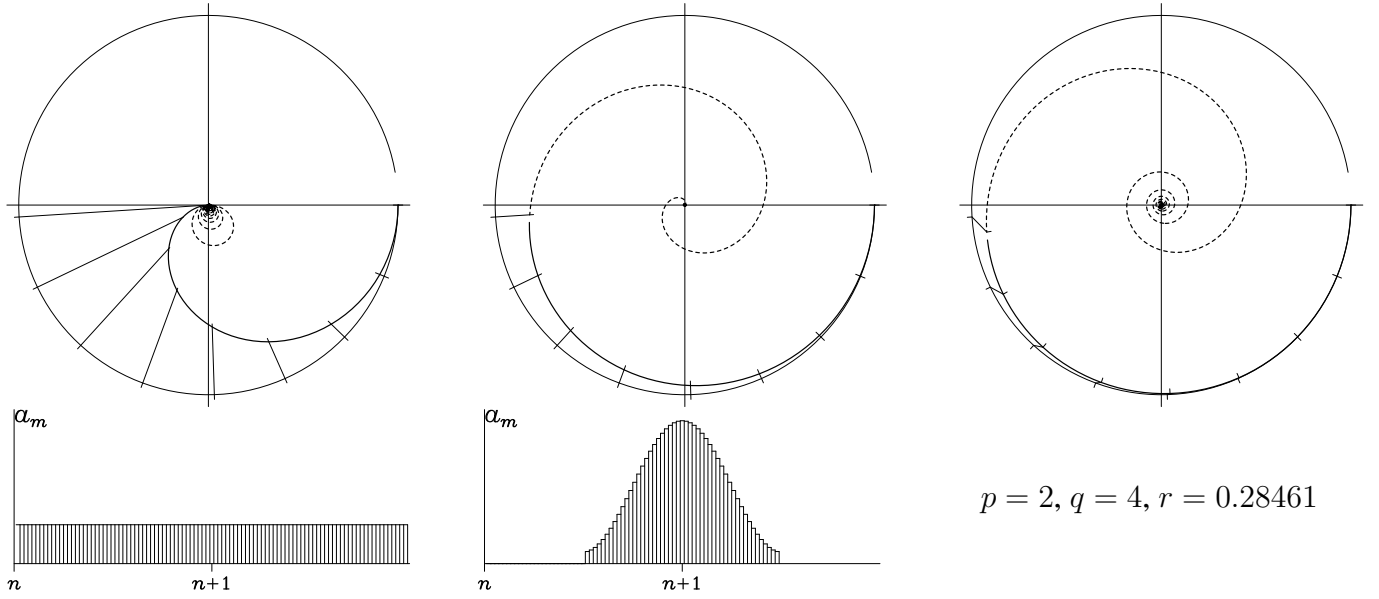 a_m
n n+1
a_m
n n+1
p = 2, q = 4, r = 0.28461